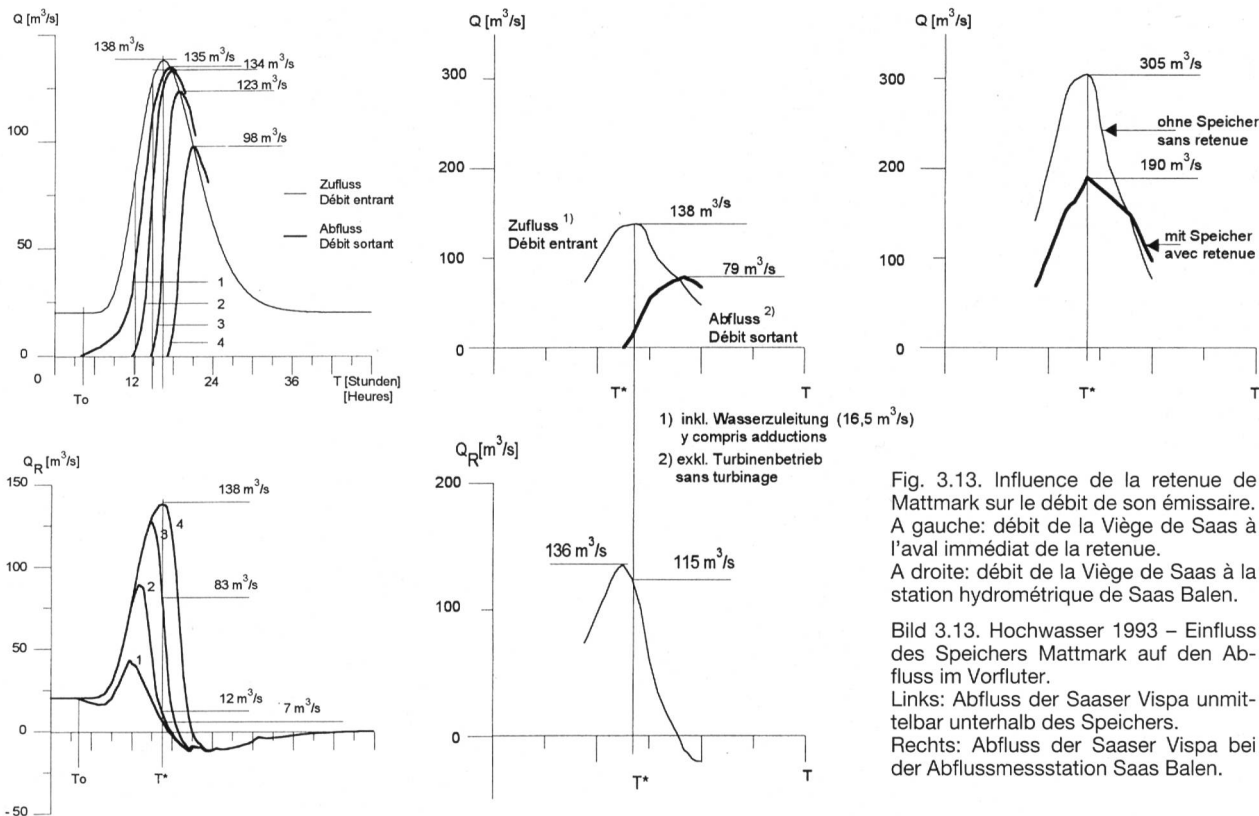 Q [m³/s]
138 m³/s
135 m³/s
134 m³/s
123 m³/s
100
98 m³/s
Zufluss
Débit entrant
Abfluss
Débit sortant
50
1
2
3
4
0
0
To
12
24
36
T [Stunden]
[Heures]
Q [m³/s]
300
200
138 m³/s
Zufluss 1)
Débit entrant
100
79 m³/s
Abfluss 2)
Débit sortant
0
T*
T
1) inkl. Wasserzuleitung (16,5 m³/s)
y compris adductions
2) exkl. Turbinenbetrieb
sans turbinage
Q [m³/s]
305 m³/s
300
ohne Speicher
sans retenue
190 m³/s
200
mit Speicher
avec retenue
100
0
T*
T
Q_R [m³/s]
150
138 m³/s
4
3
100
2
83 m³/s
50
1
12 m³/s
7 m³/s
0
To
T*
- 50
Q_R [m³/s]
200
136 m³/s
115 m³/s
100
0
T*
T
Fig. 3.13. Influence de la retenue de
Mattmark sur le débit de son émissaire.
A gauche: débit de la Viège de Saas à
l'aval immédiat de la retenue.
A droite: débit de la Viège de Saas à la
station hydrométrique de Saas Balen.
Bild 3.13. Hochwasser 1993 – Einfluss
des Speichers Mattmark auf den Ab-
fluss im Vorfluter.
Links: Abfluss der Saaser Vispa unmit-
telbar unterhalb des Speichers.
Rechts: Abfluss der Saaser Vispa bei
der Abflussmessstation Saas Balen.